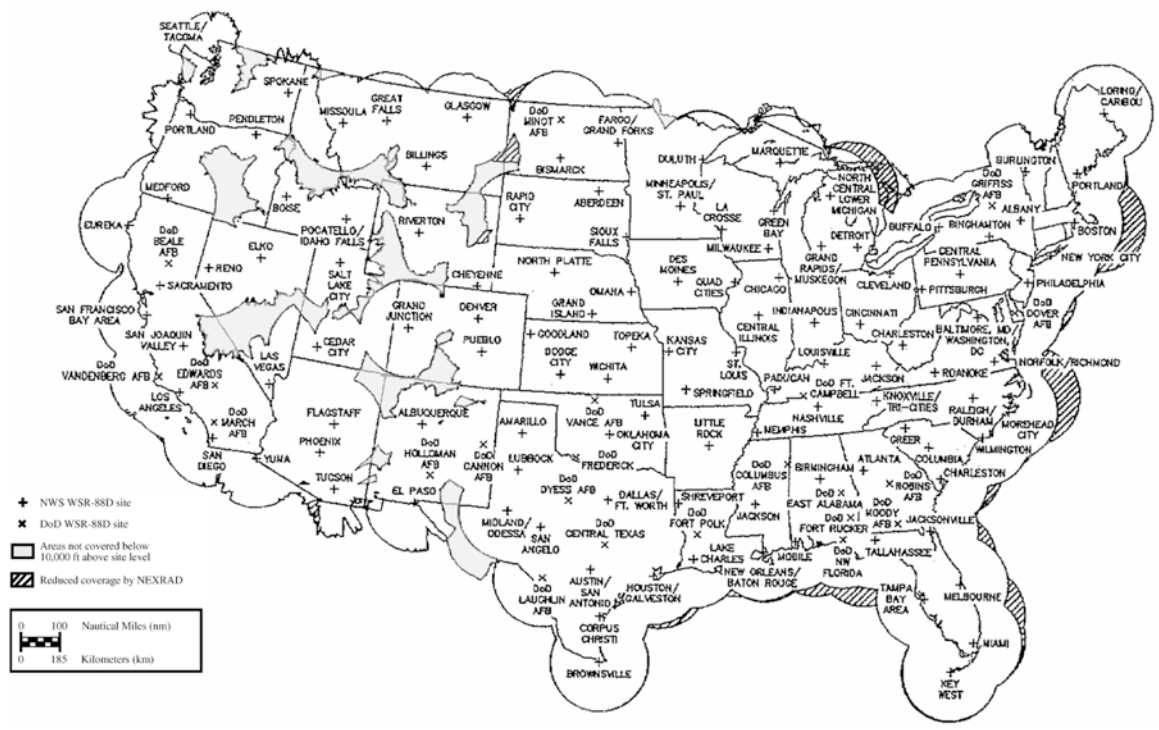 SEATTLE/
TACOMA
SPOKANE
PORTLAND
PENDLETON
MISSOULA
GREAT
FALLS
GLASGOW
BILLINGS
DoD
MINOT
AFB
FARGO/
GRAND FORKS
BISMARCK
DULUTH
MARQUETTE
LORING/
CARIBOU
BURLINGTON
PORTLAND
MEDFORD
BOISE
EUREKA
DoD
BEALE
AFB
RENO
ELKO
POCATELLO/
IDAHO FALLS
RIVERTON
RAPID
CITY
ABERDEEN
MINNEAPOLIS/
ST. PAUL
LA
CROSSE
GREEN
BAY
MILWAUKEE
NORTH
CENTRAL
LOWER
MICHIGAN
DETROIT
GRAND
RAPIDS/
MUSKEGON
BUFFALO
DoD
GRIFFISS
AFB
ALBANY
BINGHAMTON
BOSTON
NEW YORK CITY
SIOUX
FALLS
SACRAMENTO
SALT
LAKE
CITY
CHEYENNE
NORTH PLATTE
DES
MOINES
QUAD
CITIES
CHICAGO
CLEVELAND
CENTRAL
PENNSYLVANIA
PITTSBURGH
PHILADELPHIA
DoD
DOVER
AFB
SAN FRANCISCO
BAY AREA
SAN JOAQUIN
VALLEY
GRAND
JUNCTION
DENVER
PUEBLO
OMAHA
GRAND
ISLAND
GOODLAND
DODGE
CITY
TOPEKA
WICHITA
KANSAS
CITY
CENTRAL
ILLINOIS
INDIANAPOLIS
CINCINNATI
CHARLESTON
BALTIMORE, MD
WASHINGTON,
DC
NORFOLK/RICHMOND
CEDAR
CITY
LAS
VEGAS
DoD
VANDENBERG AFB
DoD
EDWARDS
AFB
LOS
ANGELES
DoD
MARCH
AFB
SAN
DIEGO
YUMA
FLAGSTAFF
PHOENIX
TUCSON
ALBUQUERQUE
DoD
HOLLOMAN
AFB
EL PASO
DoD
CANNON
AFB
AMARILLO
LUBBOCK
DoD
VANCE AFB
TULSA
OKLAHOMA
CITY
DoD
FREDERICK
ST.
LOUIS
SPRINGFIELD
LOUISVILLE
PADUCAH
DoD FT.
CAMPBELL
JACKSON
ROANOKE
NASHVILLE
KNOXVILLE/
TRI-CITIES
RALEIGH/
DURHAM
MOREHEAD
CITY
WILMINGTON
LITTLE
ROCK
MEMPHIS
GREER
COLUMBIA
CHARLESTON
DoD
COLUMBUS
AFB
BIRMINGHAM
ATLANTA
DoD
ROBINS
AFB
DoD
DYESS AFB
DALLAS/
FT. WORTH
SHREVEPORT
JACKSON
DoD
EAST ALABAMA
DoD
FORT RUCKER
DoD
MOODY
AFB
JACKSONVILLE
TALLAHASSEE
MIDLAND/
ODESSA
SAN
ANGELO
DoD
CENTRAL TEXAS
DoD
FORT POLK
LAKE
CHARLES
NEW ORLEANS/
BATON ROUGE
MOBILE
DoD
NW
FLORIDA
TAMPA
BAY
AREA
MELBOURNE
DoD
LAUGHLIN
AFB
AUSTIN/
SAN
ANTONIO
HOUSTON/
GALVESTON
CORPUS
CHRISTI
BROWNSVILLE
MIAMI
KEY
WEST
NWS WSR-88D site
DoD WSR-88D site
Areas not covered below
10,000 ft above site level
Reduced coverage by NEXRAD
0 100 Nautical Miles (nm)
0 185 Kilometers (km)